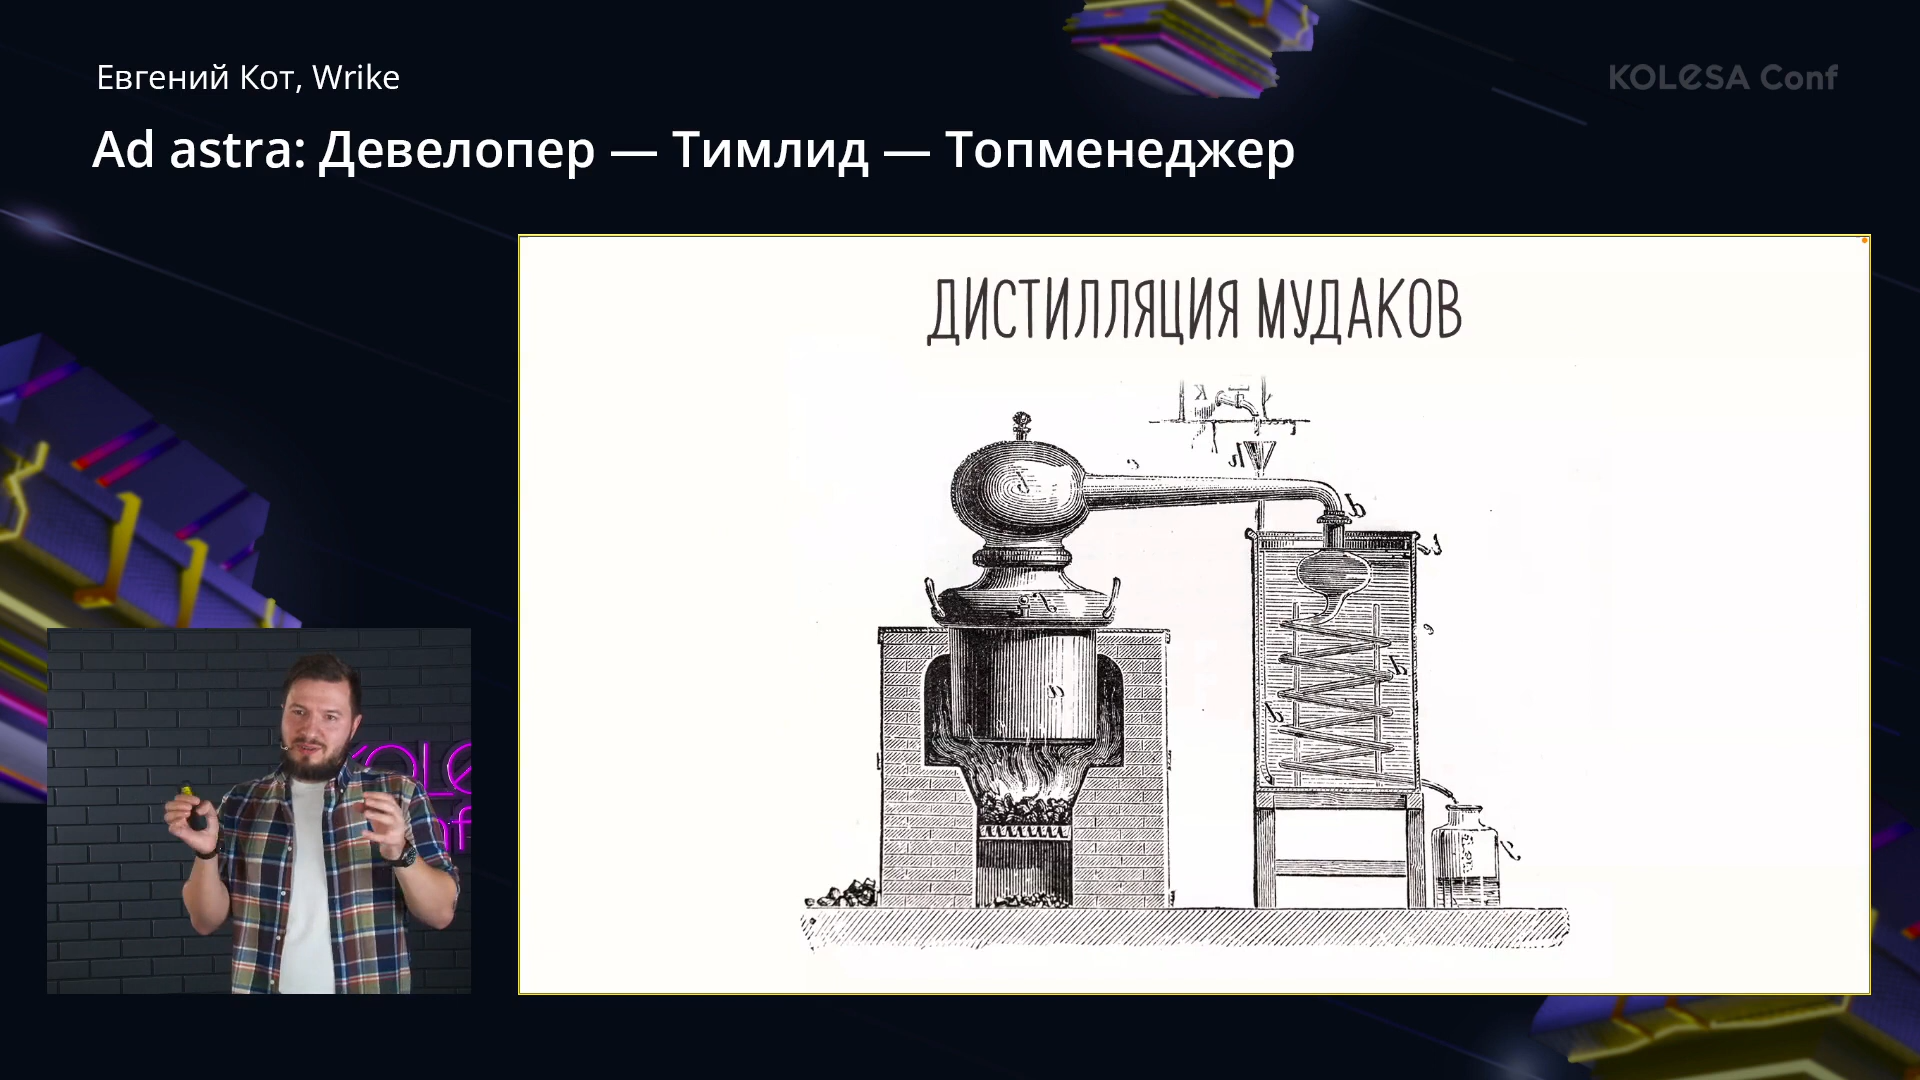 Евгений Кот, Wrike
KOLESA Conf
Ad astra: Девелопер — Тимлид — Топменеджер
ДИСТИЛЛЯЦИЯ МУДАКОВ